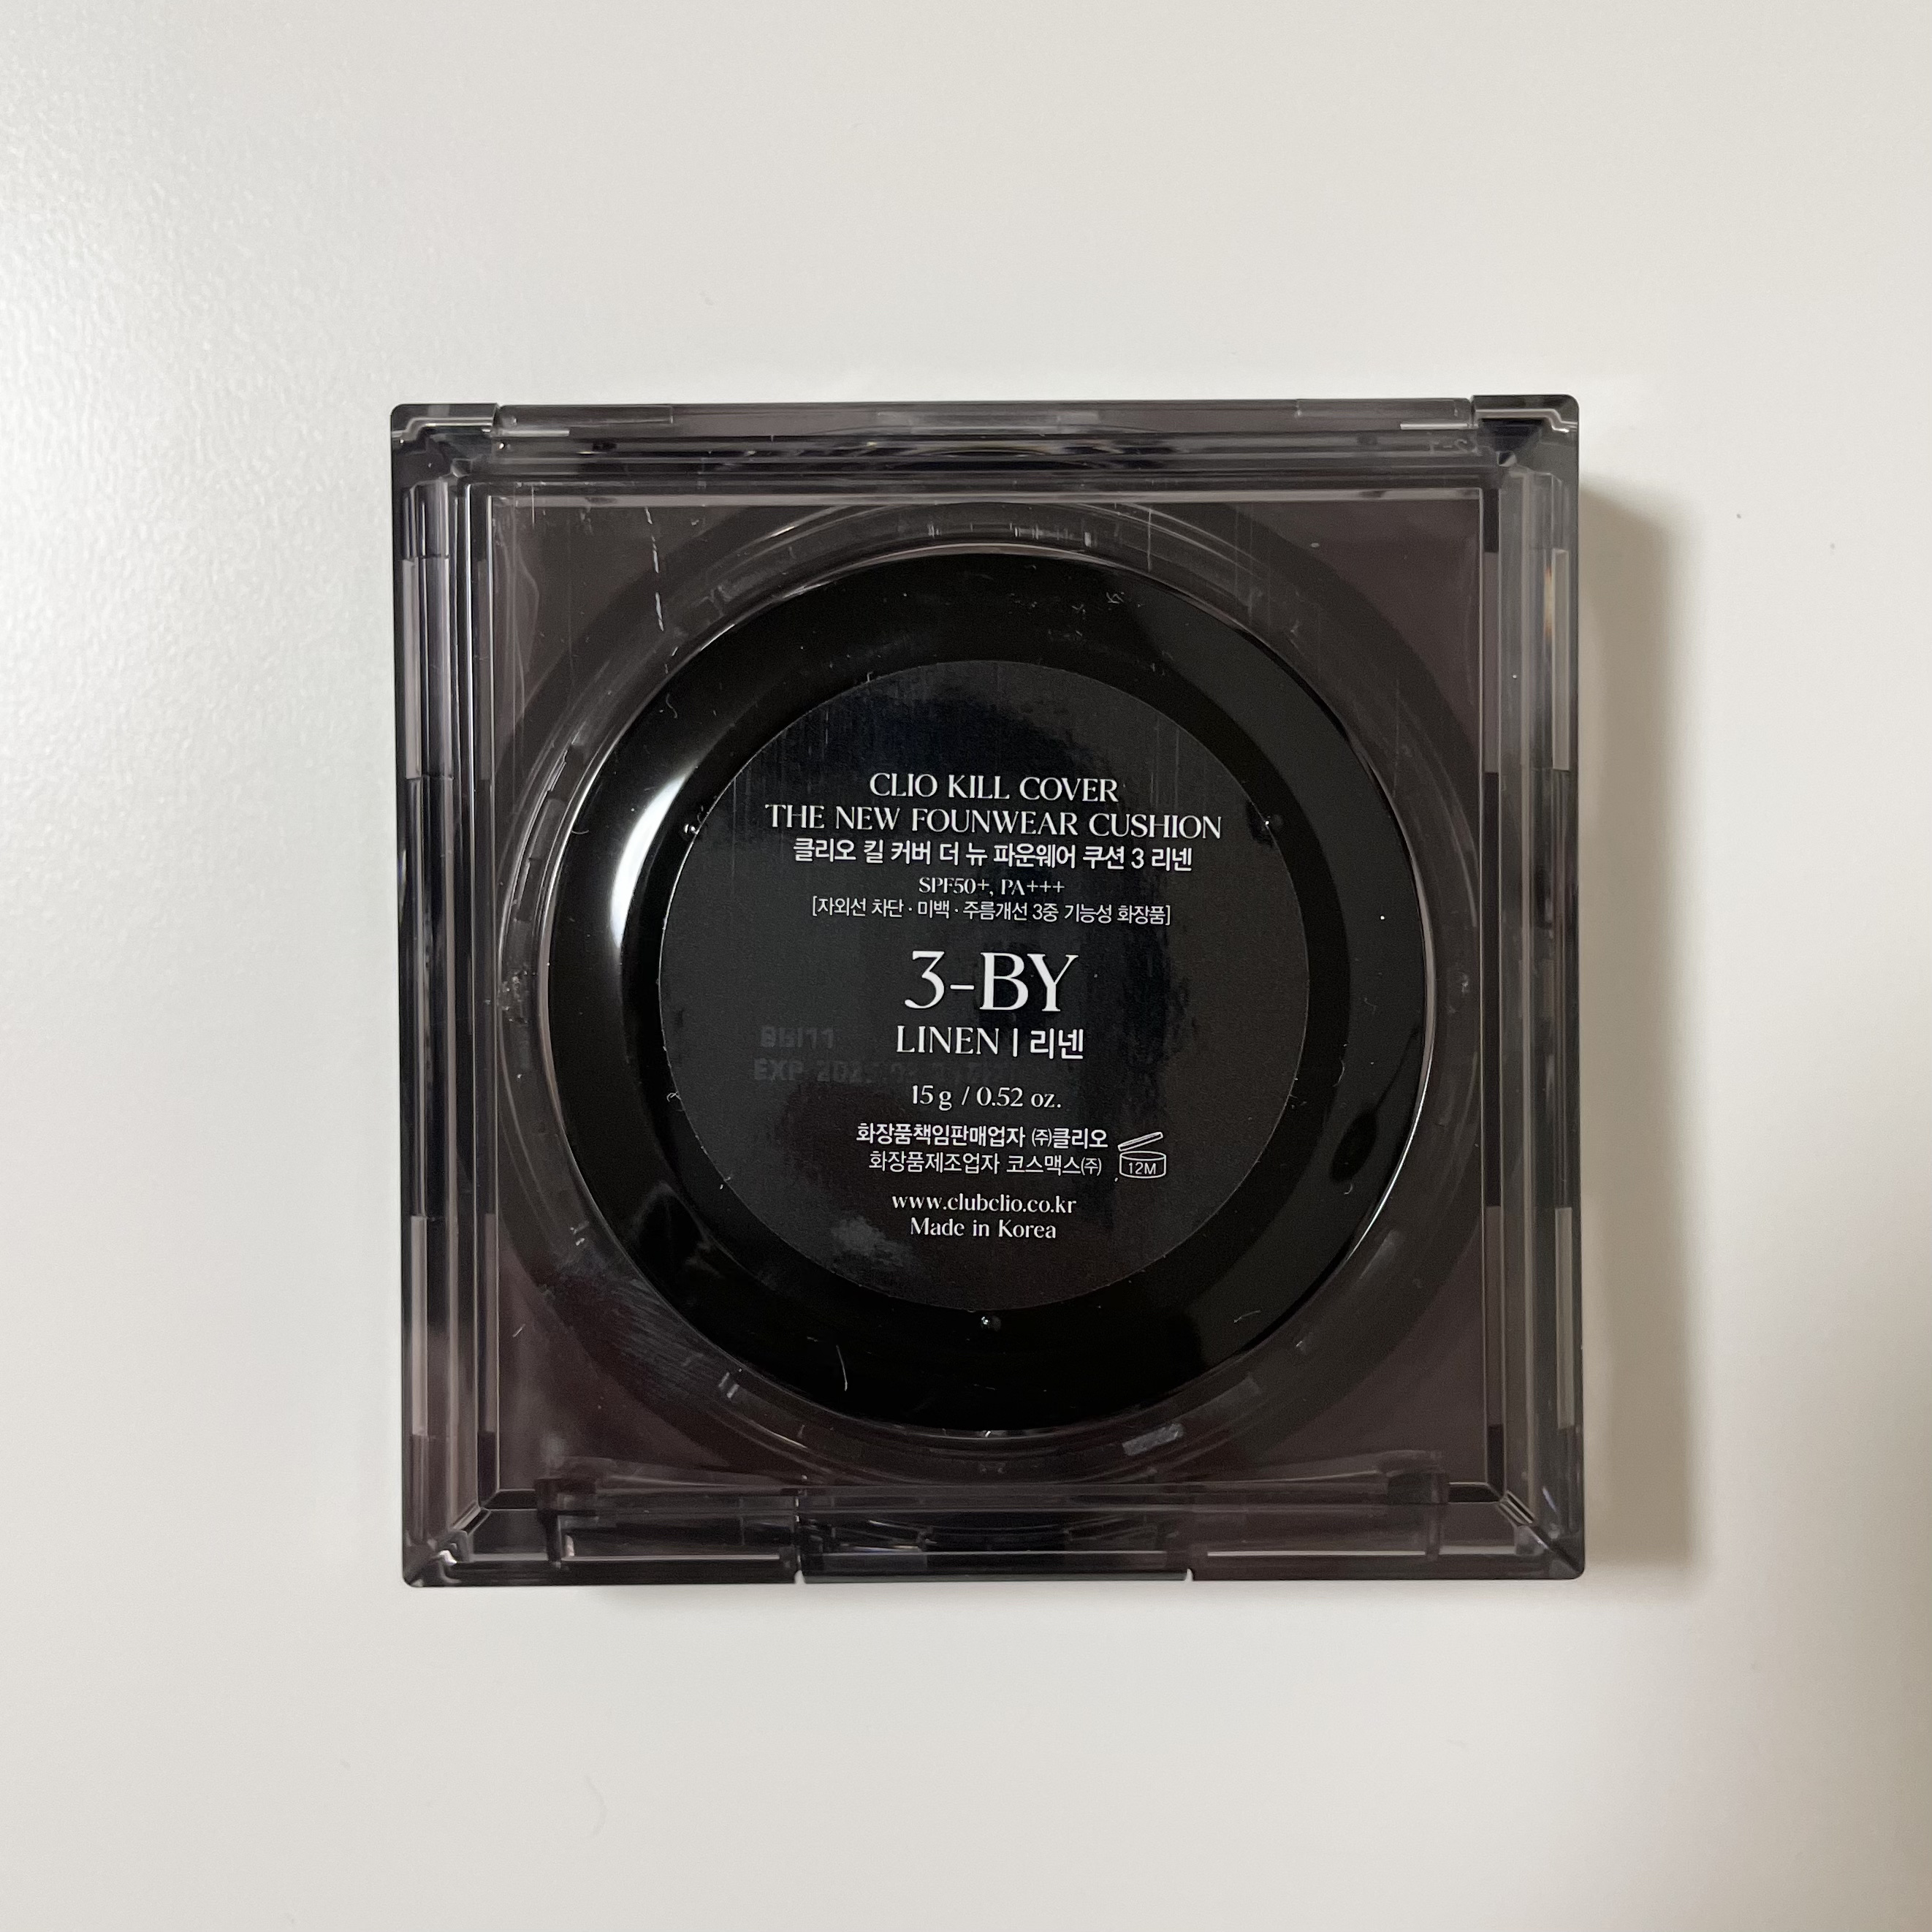 CLIO KILL COVER
THE NEW FOUNWEAR CUSHION
클리오 킬 커버 더 뉴 파운웨어 쿠션 3 리넨
SPF50+, PA+++
[자외선 차단 · 미백 · 주름개선 3중 기능성 화장품]
3-BY
LINEN | 리넨
EXP
15 g / 0.52 oz.
화장품책임판매업자 ㈜클리오
화장품제조업자 코스맥스㈜
12M
www.clubclio.co.kr
Made in Korea